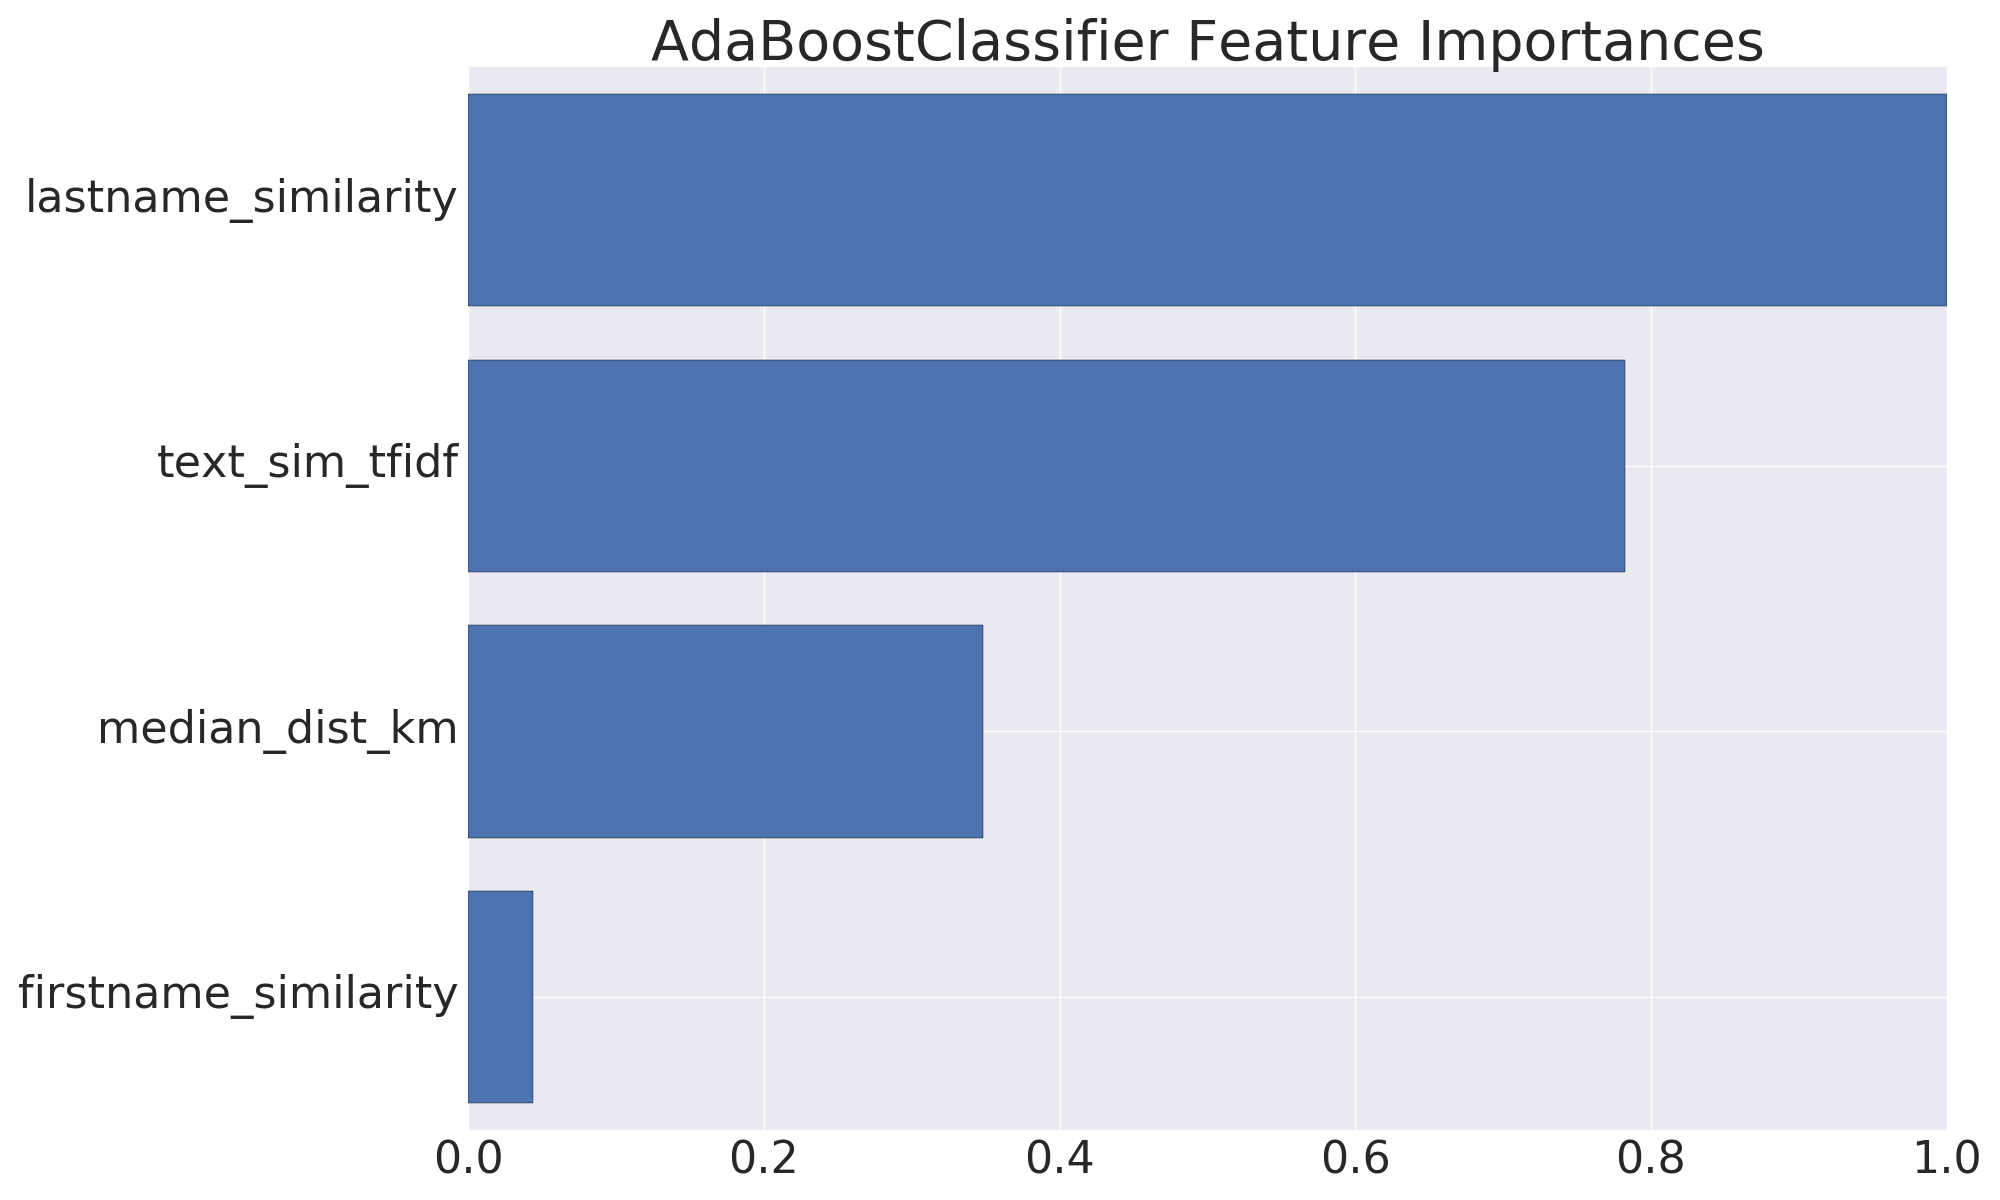 AdaBoostClassifier Feature Importances
lastname_similarity
text_sim_tfidf
median_dist_km
firstname_similarity
0.0 0.2 0.4 0.6 0.8 1.0